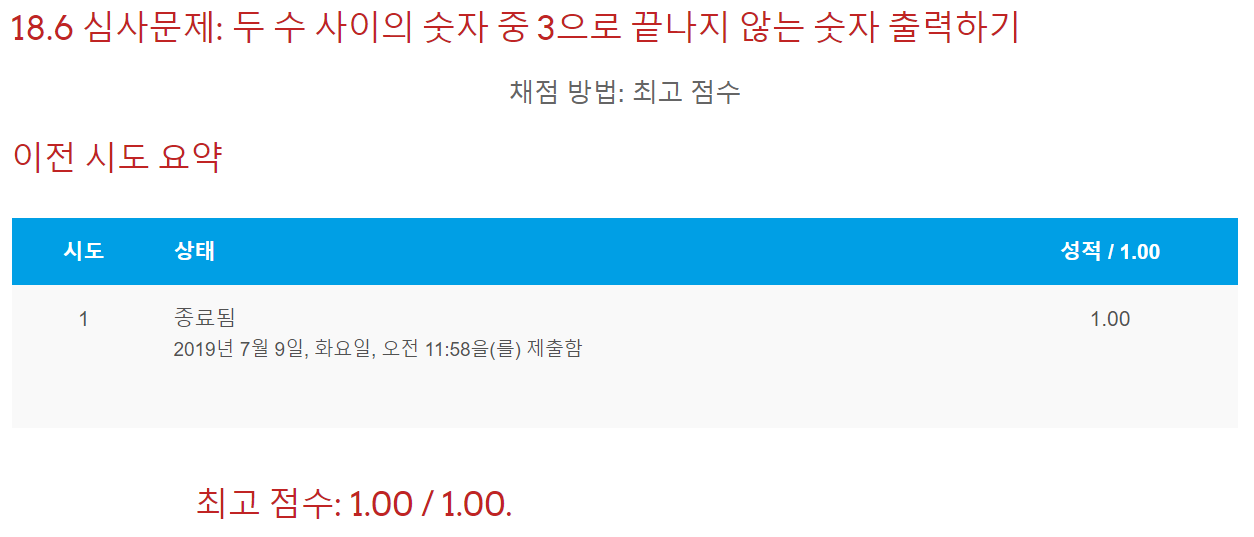 18.6 심사문제: 두 수 사이의 숫자 중 3으로 끝나지 않는 숫자 출력하기
채점 방법: 최고 점수
이전 시도 요약
시도 상태 성적 / 1.00
1 종료됨 1.00
2019년 7월 9일, 화요일, 오전 11:58을(를) 제출함
최고 점수: 1.00 / 1.00.